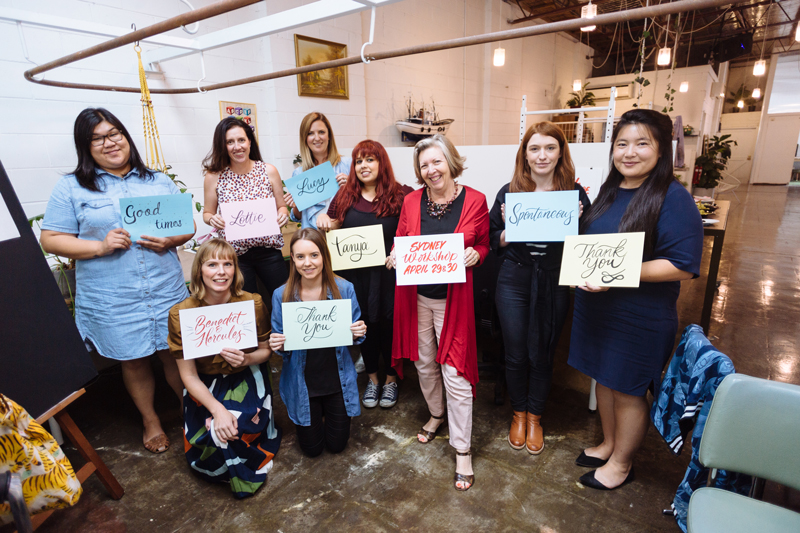 Good
times
Lottie
Lucy
Tanya
SYDNEY
WORKSHOP
APRIL 29 & 30
Spontaneous
Thank
You
Benedict
&
Hercules
Thank
You